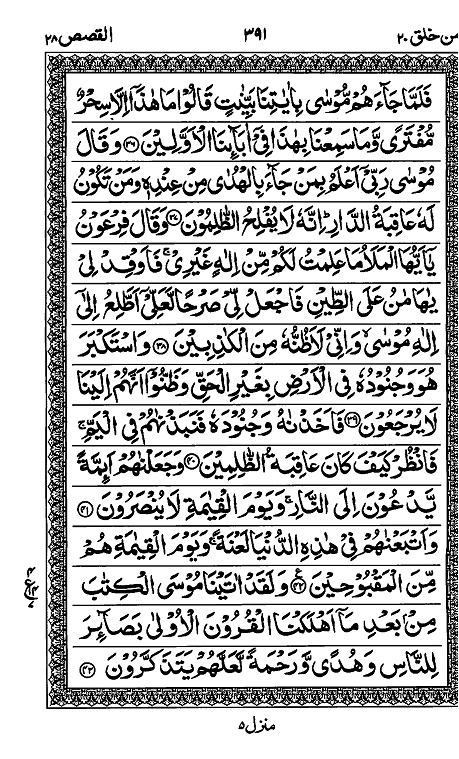 القصص ٢٨ ٣٩١ من خلق ٢٠
فَلَمَّا جَآءَهُمْ مُّوْسٰى بِاٰيٰتِنَا بَيِّنٰتٍ قَالُوْا مَا هٰذَاۤ اِلَّا سِحْرٌ
مُّفْتَرًى وَّمَا سَمِعْنَا بِهٰذَا فِيْۤ اٰبَآئِنَا الْاَوَّلِيْنَ ﴿٣٦﴾ وَقَالَ
مُوْسٰى رَبِّيْۤ اَعْلَمُ بِمَنْ جَآءَ بِالْهُدٰى مِنْ عِنْدِهٖ وَمَنْ تَكُوْنُ
لَهٗ عَاقِبَةُ الدَّارِ ؕ اِنَّهٗ لَا يُفْلِحُ الظّٰلِمُوْنَ ﴿٣٧﴾ وَقَالَ فِرْعَوْنُ
يٰۤاَيُّهَا الْمَلَاُ مَا عَلِمْتُ لَكُمْ مِّنْ اِلٰهٍ غَيْرِيْ ۚ فَاَوْقِدْ لِيْ
يٰهَامٰنُ عَلَى الطِّيْنِ فَاجْعَلْ لِّيْ صَرْحًا لَّعَلِّيْۤ اَطَّلِعُ اِلٰۤى
اِلٰهِ مُوْسٰى ۙ وَاِنِّيْ لَاَظُنُّهٗ مِنَ الْكٰذِبِيْنَ ﴿٣٨﴾ وَاسْتَكْبَرَ
هُوَ وَجُنُوْدُهٗ فِي الْاَرْضِ بِغَيْرِ الْحَقِّ وَظَنُّوْۤا اَنَّهُمْ اِلَيْنَا
لَا يُرْجَعُوْنَ ﴿٣٩﴾ فَاَخَذْنٰهُ وَجُنُوْدَهٗ فَنَبَذْنٰهُمْ فِي الْيَمِّ ۚ
فَانْظُرْ كَيْفَ كَانَ عَاقِبَةُ الظّٰلِمِيْنَ ﴿٤٠﴾ وَجَعَلْنٰهُمْ اَئِمَّةً
يَّدْعُوْنَ اِلَى النَّارِ ۚ وَيَوْمَ الْقِيٰمَةِ لَا يُنْصَرُوْنَ ﴿٤١﴾
وَاَتْبَعْنٰهُمْ فِيْ هٰذِهِ الدُّنْيَا لَعْنَةً ۚ وَيَوْمَ الْقِيٰمَةِ هُمْ
مِّنَ الْمَقْبُوْحِيْنَ ﴿٤٢﴾ وَلَقَدْ اٰتَيْنَا مُوْسَى الْكِتٰبَ
مِنْۢ بَعْدِ مَاۤ اَهْلَكْنَا الْقُرُوْنَ الْاُوْلٰى بَصَآئِرَ
لِلنَّاسِ وَهُدًى وَّرَحْمَةً لَّعَلَّهُمْ يَتَذَكَّرُوْنَ ﴿٤٣﴾
منزل ٥